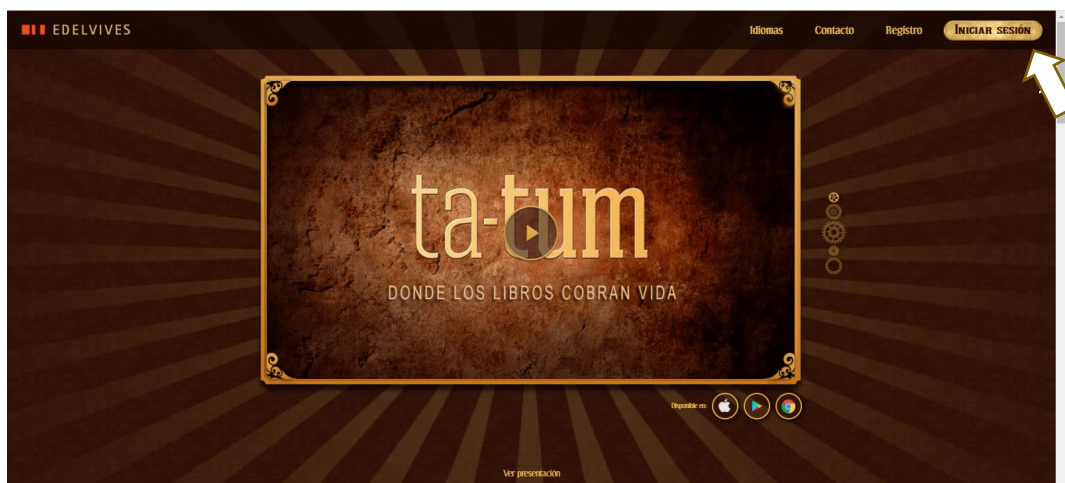 EDELVIVES
Idiomas Contacto Registro INICIAR SESIÓN
ta-tum
DONDE LOS LIBROS COBRAN VIDA
Disponible en:
Ver presentación